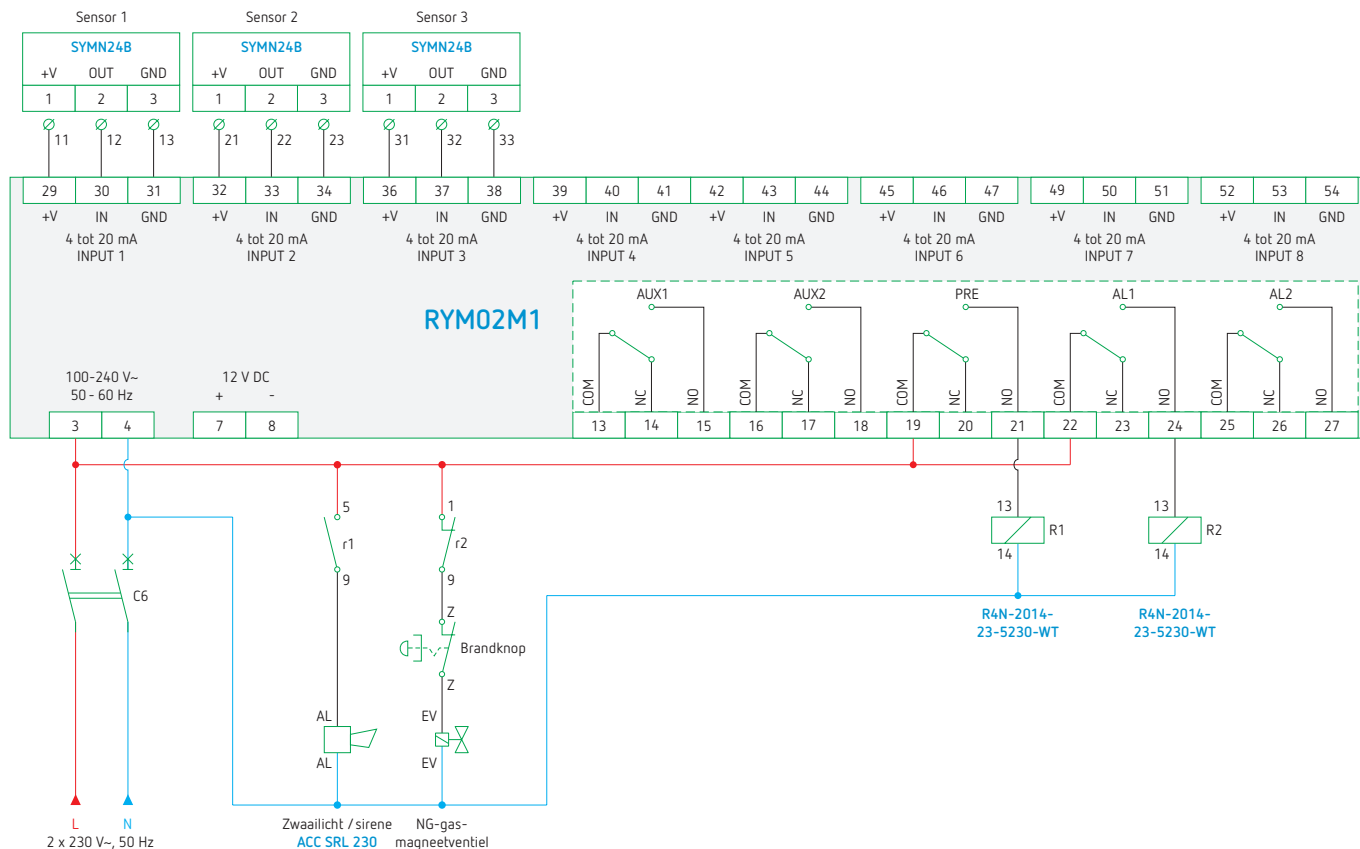 Sensor 1 Sensor 2 Sensor 3
SYMN24B SYMN24B SYMN24B
+V OUT GND +V OUT GND +V OUT GND
1 2 3 1 2 3 1 2 3
11 12 13 21 22 23 31 32 33
29 30 31 32 33 34 36 37 38 39 40 41 42 43 44 45 46 47 49 50 51 52 53 54
+V IN GND +V IN GND +V IN GND +V IN GND +V IN GND +V IN GND +V IN GND +V IN GND
4 tot 20 mA 4 tot 20 mA 4 tot 20 mA 4 tot 20 mA 4 tot 20 mA 4 tot 20 mA 4 tot 20 mA 4 tot 20 mA
INPUT 1 INPUT 2 INPUT 3 INPUT 4 INPUT 5 INPUT 6 INPUT 7 INPUT 8
AUX1 AUX2 PRE AL1 AL2
RYM02M1
100-240 V~ 12 V DC
50 - 60 Hz + -
COM NC NO COM NC NO COM NC NO COM NC NO COM NC NO
3 4 7 8 13 14 15 16 17 18 19 20 21 22 23 24 25 26 27
5 1 13 13
r1 r2 R1 R2
9 9 14 14
C6
Z
Brandknop
Z
R4N-2014- R4N-2014-
23-5230-WT 23-5230-WT
AL EV
AL EV
L N Zwaailicht / sirene NG-gas-
2 x 230 V~, 50 Hz ACC SRL 230 magneetventiel